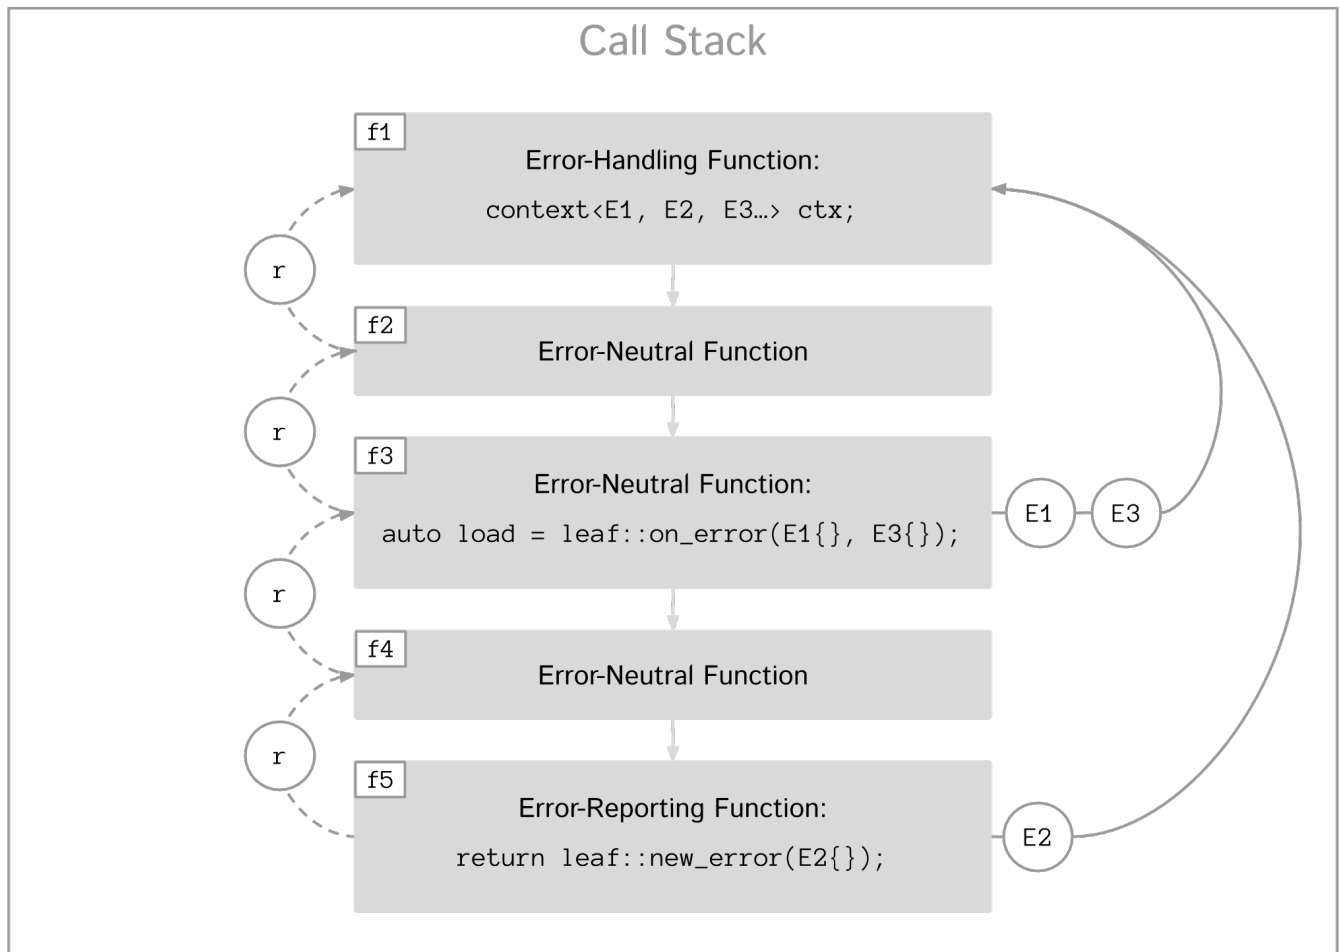 Call Stack
f1
Error-Handling Function:
context<E1, E2, E3…> ctx;
r
f2
Error-Neutral Function
r
f3
Error-Neutral Function:
auto load = leaf::on_error(E1{}, E3{});
E1
E3
r
f4
Error-Neutral Function
r
f5
Error-Reporting Function:
return leaf::new_error(E2{});
E2